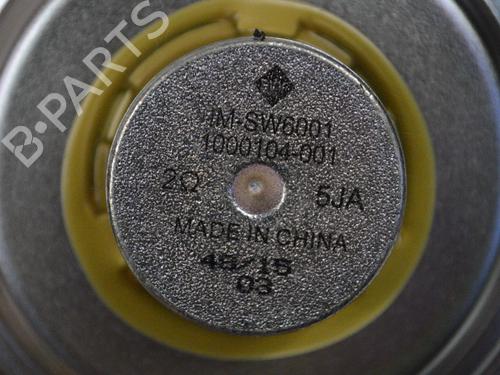 B-PARTS
IM-SW6001
1000104-001
2Ω 5JA
MADE IN CHINA
45/15
03